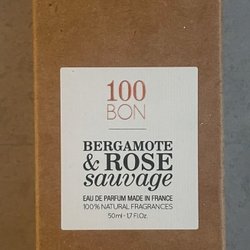 100
BON
BERGAMOTE
& ROSE
sauvage
EAU DE PARFUM MADE IN FRANCE
100% NATURAL FRAGRANCES
50ml - 1,7 Fl.Oz.